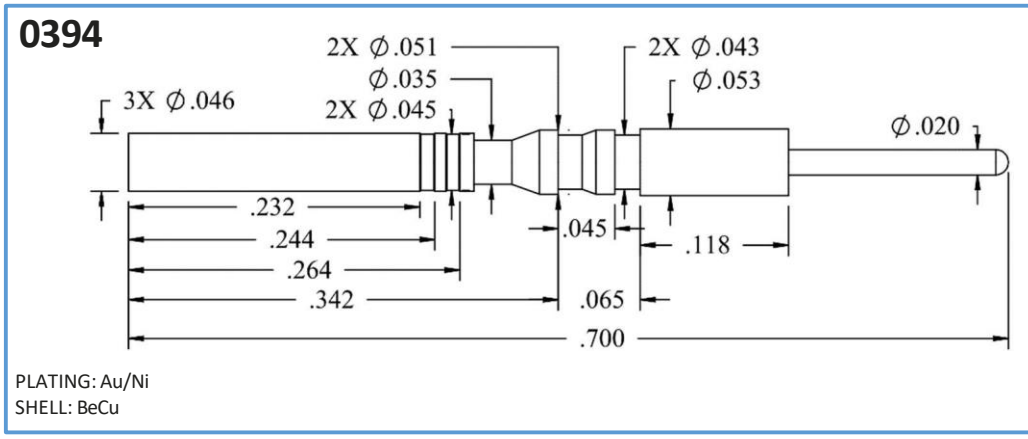 0394
2X ∅.051
2X ∅.043
∅.035
∅.053
3X ∅.046
2X ∅.045
∅.020
.232
.045
.244
.118
.264
.342
.065
.700
PLATING: Au/Ni
SHELL: BeCu